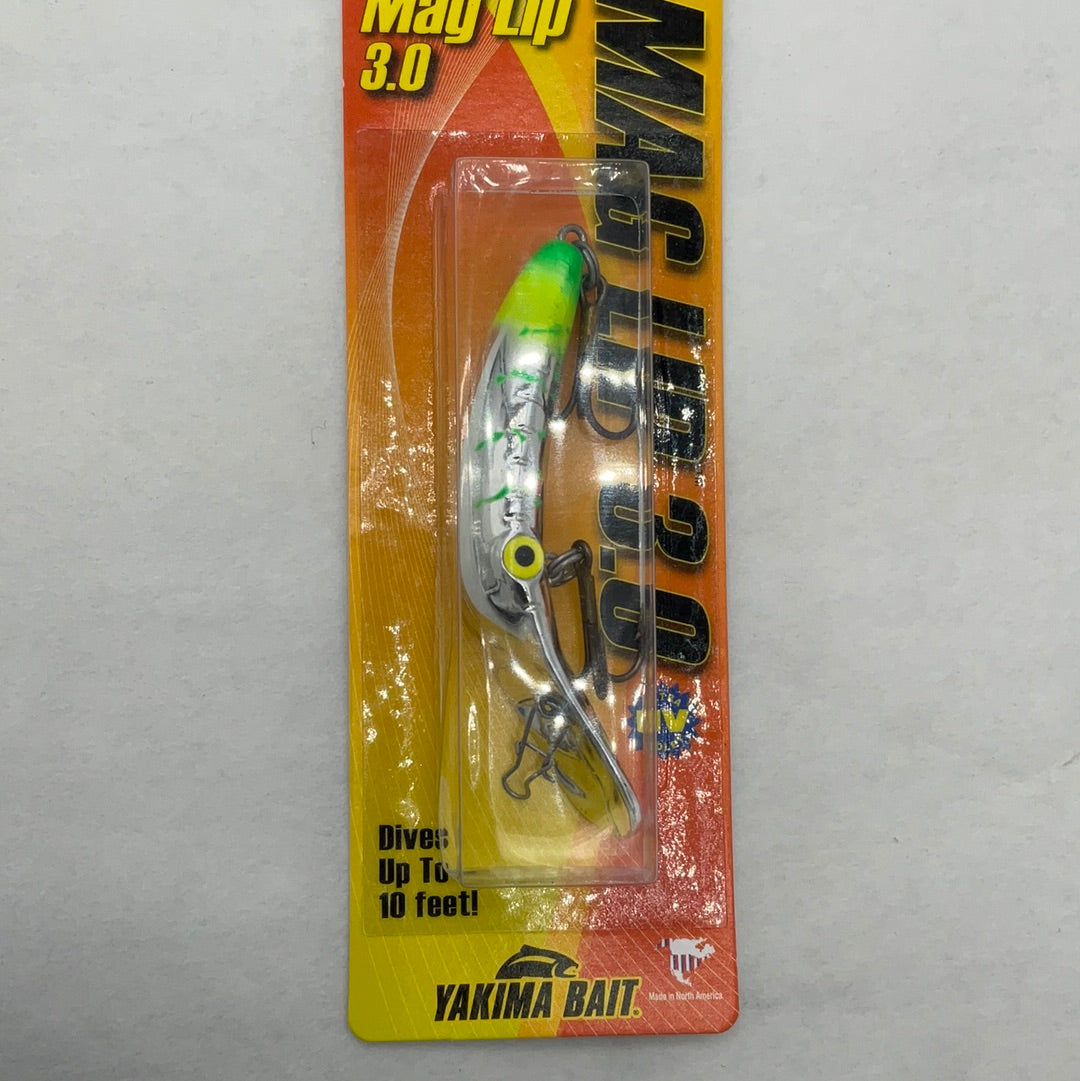 Mag Lip
3.0
MAG LIP 3.0
UV
Dives
Up To
10 feet!
YAKIMA BAIT®
Made in North America